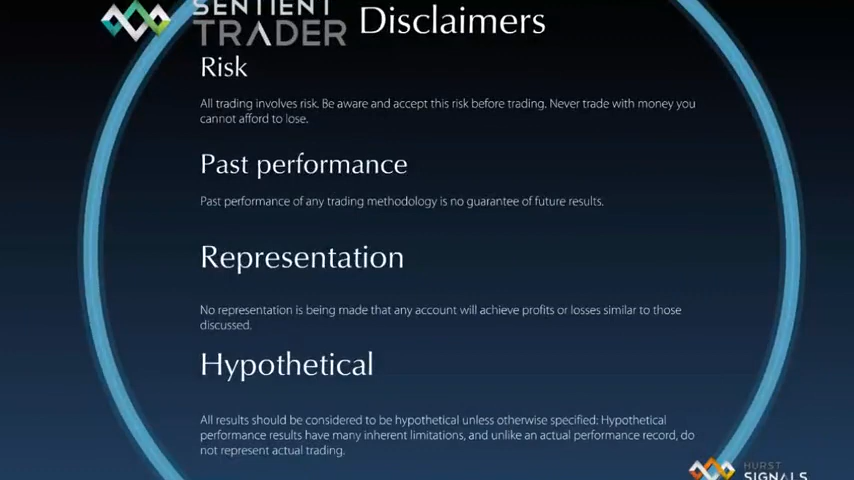 SENTIENT
TRADER
Disclaimers
Risk
All trading involves risk. Be aware and accept this risk before trading. Never trade with money you
cannot afford to lose.
Past performance
Past performance of any trading methodology is no guarantee of future results.
Representation
No representation is being made that any account will achieve profits or losses similar to those
discussed.
Hypothetical
All results should be considered to be hypothetical unless otherwise specified: Hypothetical
performance results have many inherent limitations, and unlike an actual performance record, do
not represent actual trading.
HURST
SIGNALS